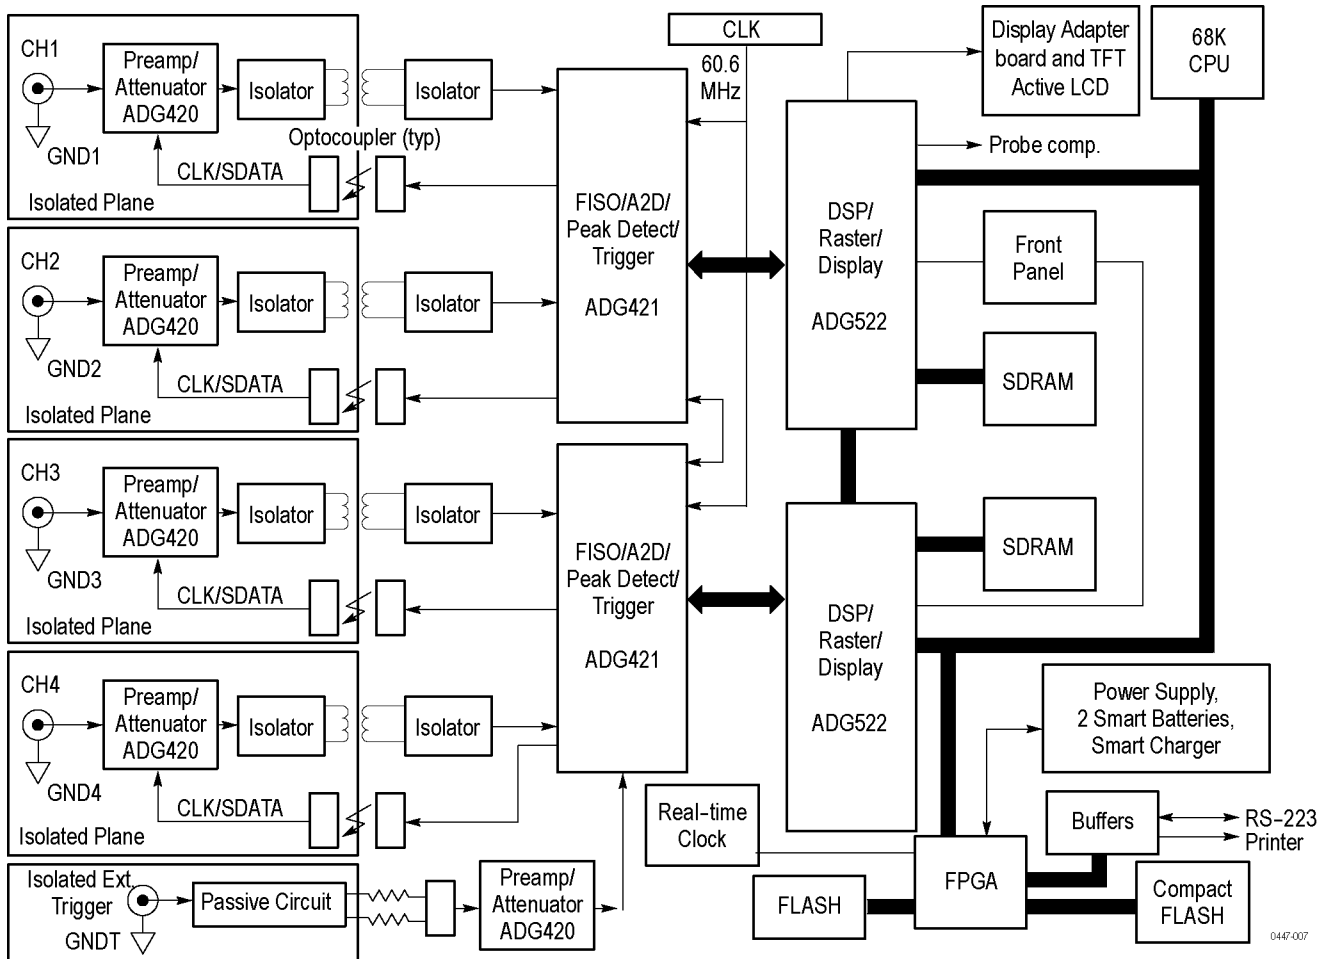 CH1
Preamp/
Attenuator
ADG420
Isolator
Isolator
GND1
Optocoupler (typ)
CLK/SDATA
Isolated Plane
CH2
Preamp/
Attenuator
ADG420
Isolator
Isolator
GND2
CLK/SDATA
Isolated Plane
CH3
Preamp/
Attenuator
ADG420
Isolator
Isolator
GND3
CLK/SDATA
Isolated Plane
CH4
Preamp/
Attenuator
ADG420
Isolator
Isolator
GND4
CLK/SDATA
Isolated Plane
Isolated Ext.
Trigger
GNDT
Passive Circuit
Preamp/
Attenuator
ADG420
FISO/A2D/
Peak Detect/
Trigger
ADG421
FISO/A2D/
Peak Detect/
Trigger
ADG421
CLK
60.6
MHz
DSP/
Raster/
Display
ADG522
DSP/
Raster/
Display
ADG522
Display Adapter
board and TFT
Active LCD
68K
CPU
Probe comp.
Front
Panel
SDRAM
SDRAM
Power Supply,
2 Smart Batteries,
Smart Charger
Real-time
Clock
Buffers
RS-223
Printer
FPGA
FLASH
Compact
FLASH
0447-007